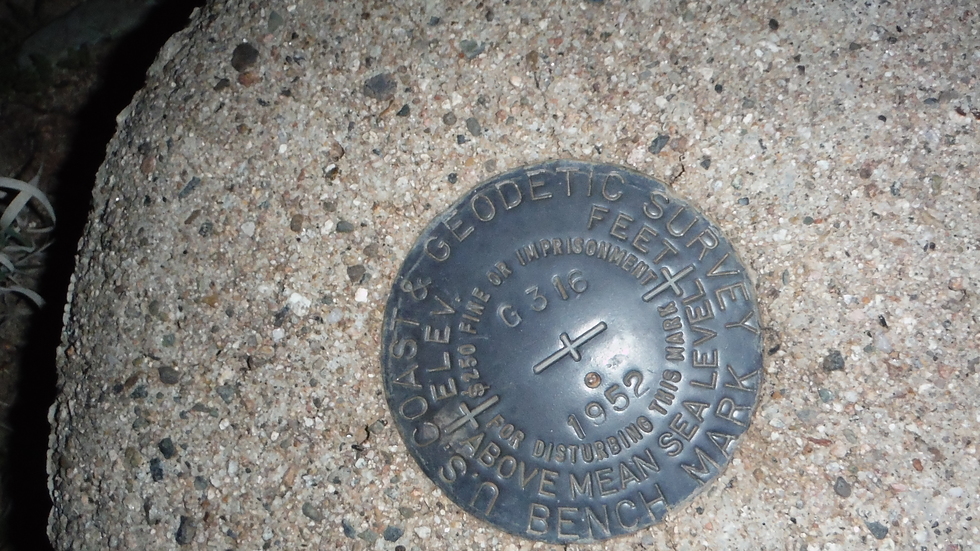 U.S. COAST & GEODETIC SURVEY
BENCH MARK
ELEV. FEET
ABOVE MEAN SEA LEVEL
$250 FINE OR IMPRISONMENT
FOR DISTURBING THIS MARK
G 316
1952